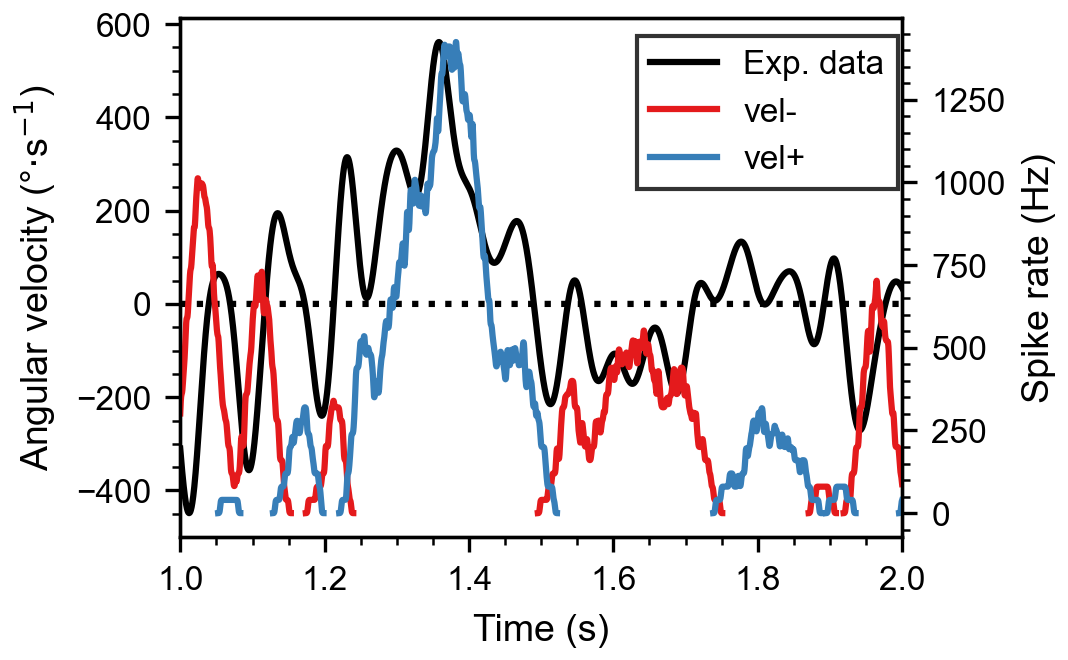 Angular velocity (°·s⁻¹)
600
400
200
0
−200
−400
Exp. data
vel-
vel+
1250
1000
750
500
250
0
Spike rate (Hz)
1.0 1.2 1.4 1.6 1.8 2.0
Time (s)